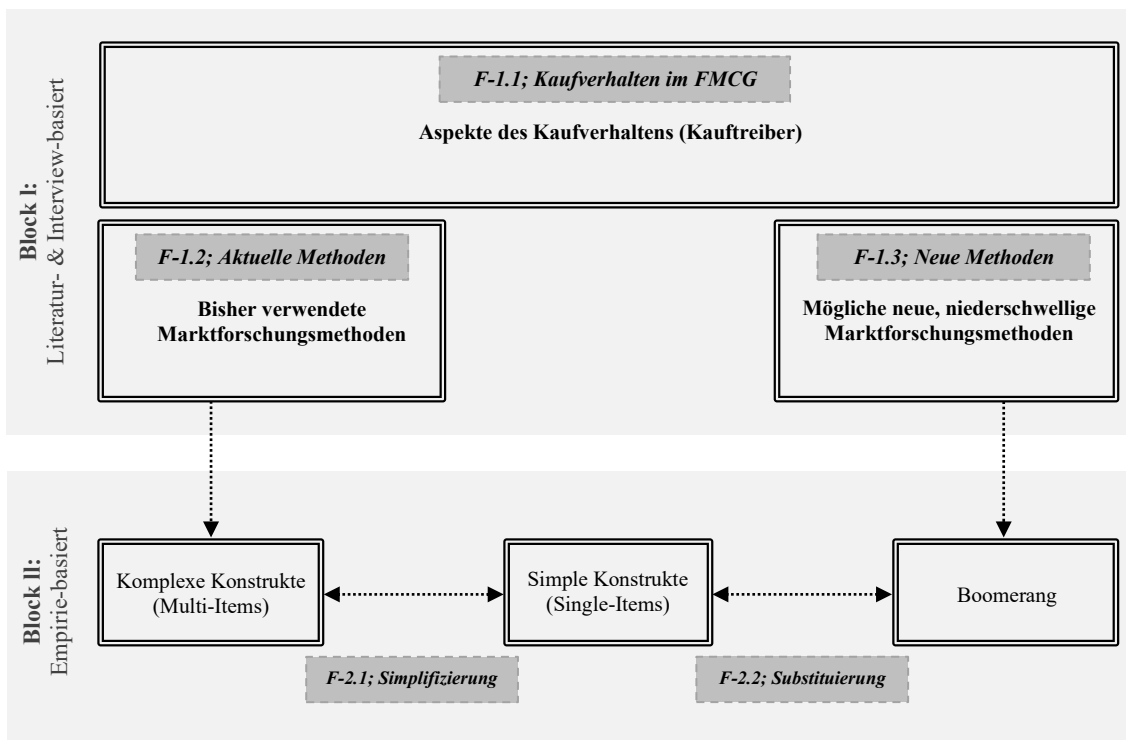 Block I:
Literatur- & Interview-basiert
F-1.1; Kaufverhalten im FMCG
Aspekte des Kaufverhaltens (Kauftreiber)
F-1.2; Aktuelle Methoden
Bisher verwendete
Marktforschungsmethoden
F-1.3; Neue Methoden
Mögliche neue, niederschwellige
Marktforschungsmethoden
Block II:
Empirie-basiert
Komplexe Konstrukte
(Multi-Items)
Simple Konstrukte
(Single-Items)
Boomerang
F-2.1; Simplifizierung
F-2.2; Substituierung